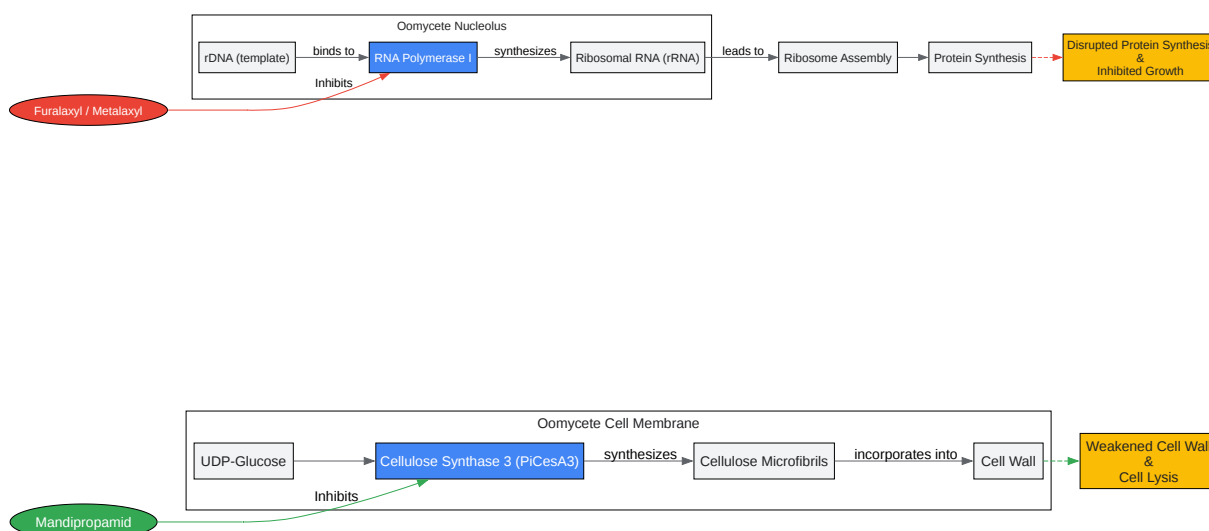 Oomycete Nucleolus
rDNA (template)
binds to
RNA Polymerase I
synthesizes
Ribosomal RNA (rRNA)
leads to
Ribosome Assembly
Protein Synthesis
Disrupted Protein Synthesis
&
Inhibited Growth
Inhibits
Furalaxyl / Metalaxyl
Oomycete Cell Membrane
UDP-Glucose
Cellulose Synthase 3 (PiCesA3)
synthesizes
Cellulose Microfibrils
incorporates into
Cell Wall
Weakened Cell Wall
&
Cell Lysis
Inhibits
Mandipropamid